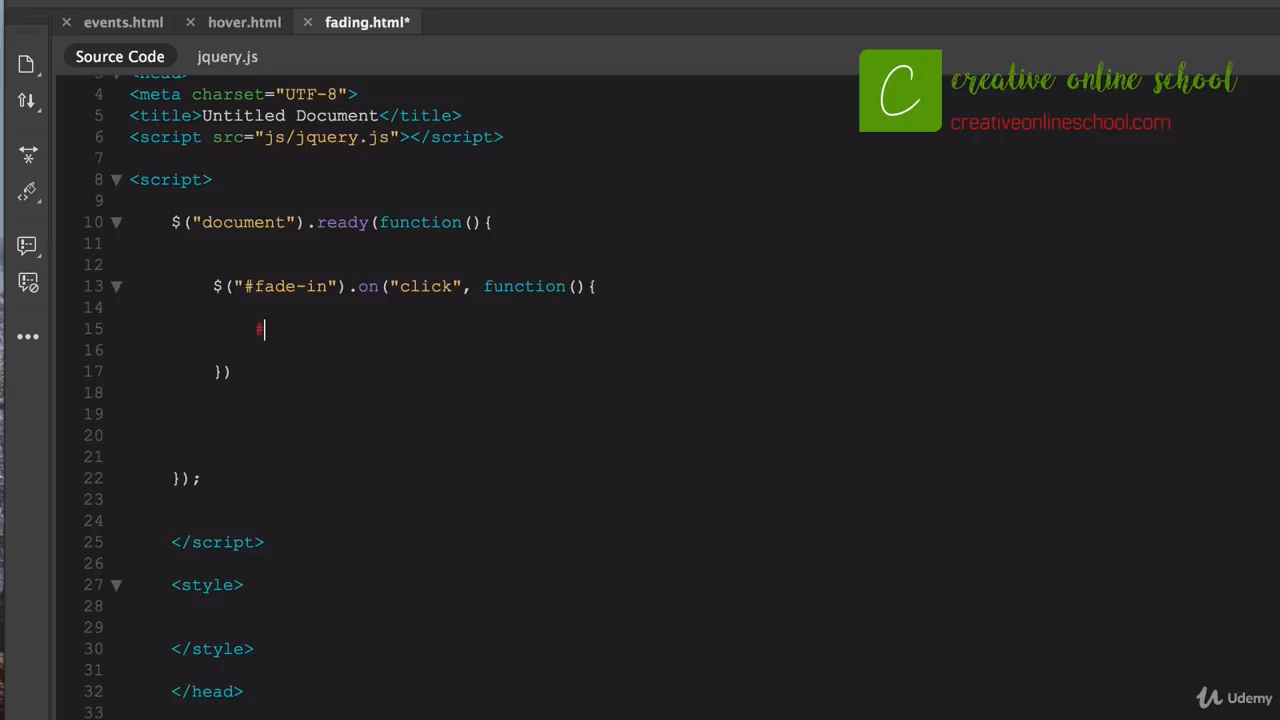 events.html
hover.html
fading.html*
Source Code
jquery.js
C
creative online school
creativeonlineschool.com
3 <head>
4 <meta charset="UTF-8">
5 <title>Untitled Document</title>
6 <script src="js/jquery.js"></script>
7
8 <script>
9
10 $("document").ready(function(){
11
12
13 $("#fade-in").on("click", function(){
14
15 #
16
17 })
18
19
20
21
22 });
23
24
25 </script>
26
27 <style>
28
29
30 </style>
31
32 </head>
33
Udemy